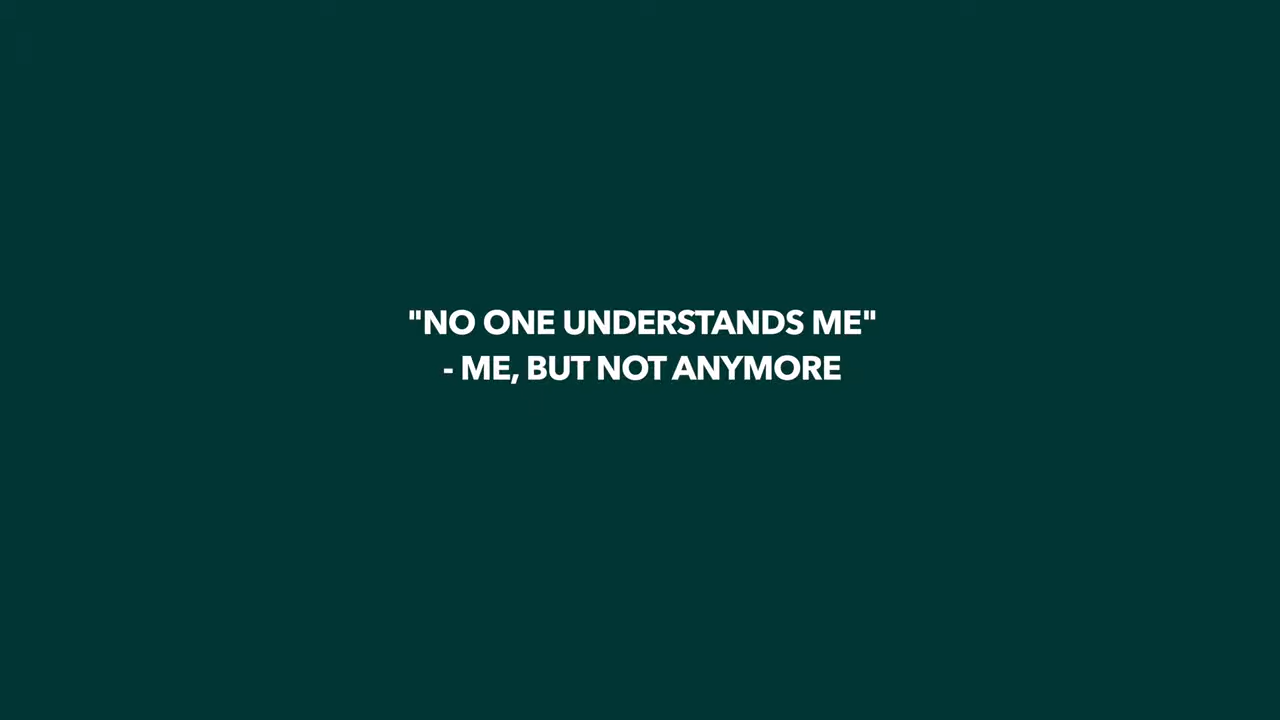 "NO ONE UNDERSTANDS ME"
- ME, BUT NOT ANYMORE